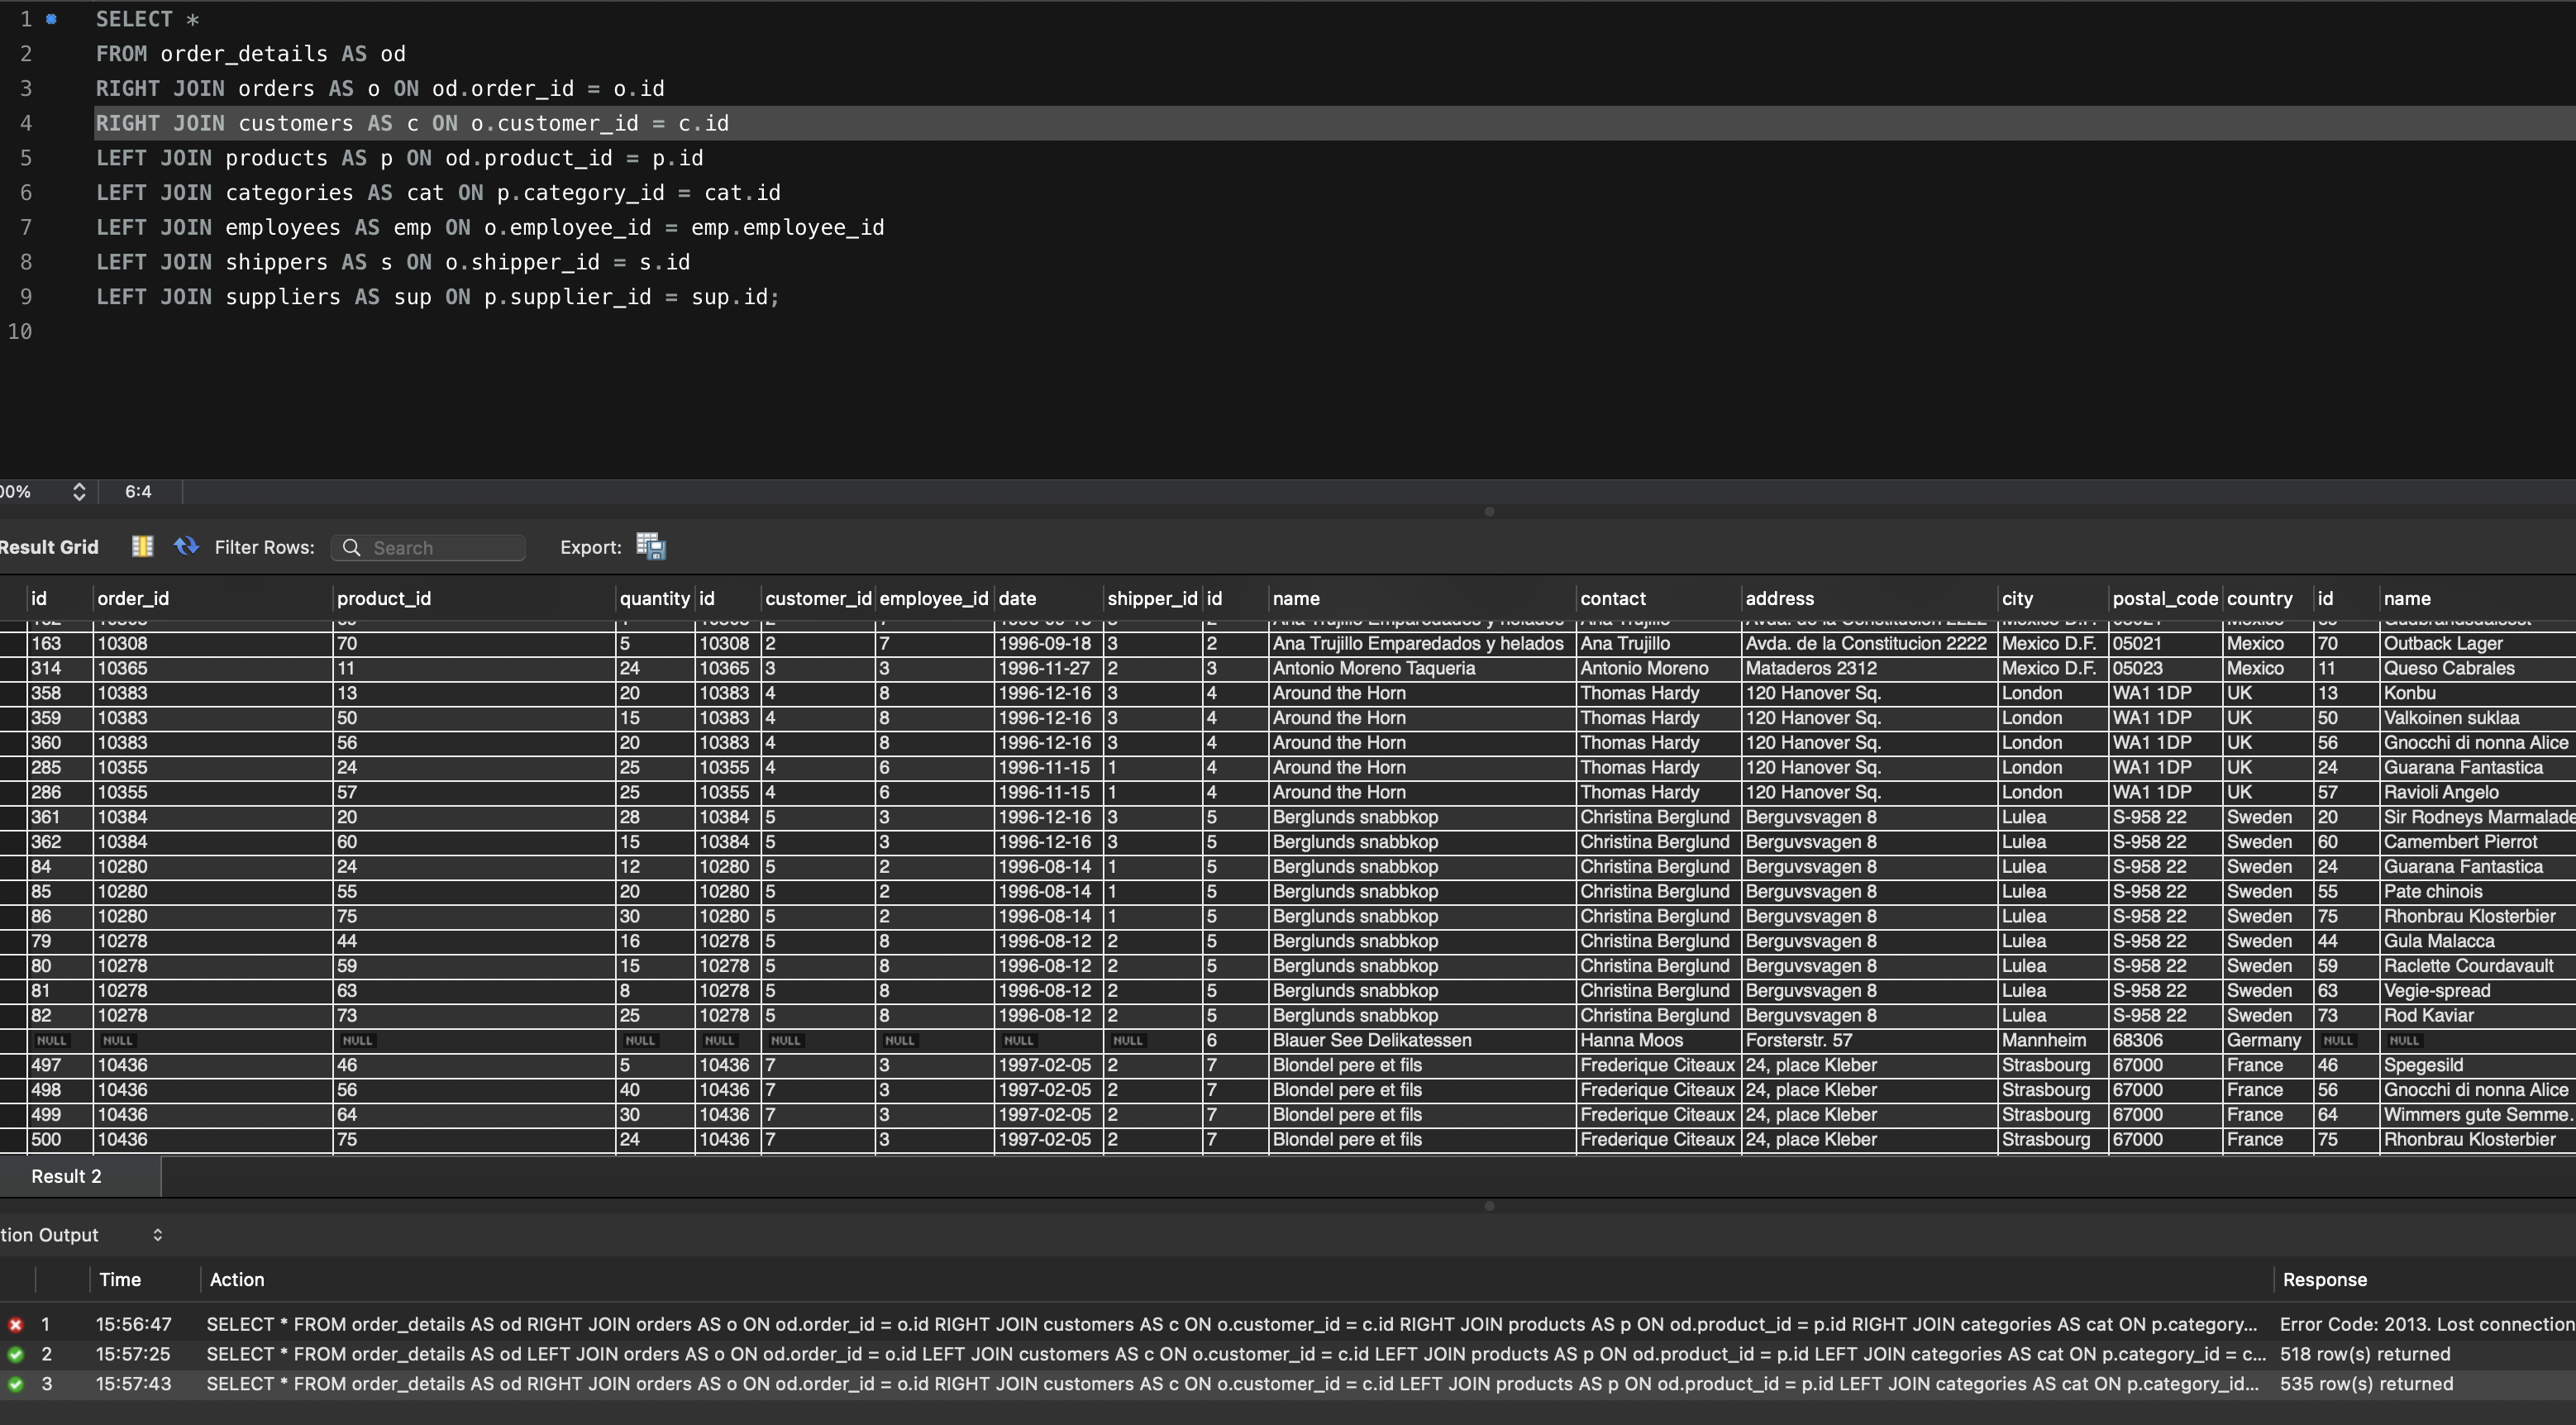 1 SELECT *
2 FROM order_details AS od
3 RIGHT JOIN orders AS o ON od.order_id = o.id
4 RIGHT JOIN customers AS c ON o.customer_id = c.id
5 LEFT JOIN products AS p ON od.product_id = p.id
6 LEFT JOIN categories AS cat ON p.category_id = cat.id
7 LEFT JOIN employees AS emp ON o.employee_id = emp.employee_id
8 LEFT JOIN shippers AS s ON o.shipper_id = s.id
9 LEFT JOIN suppliers AS sup ON p.supplier_id = sup.id;
10
00% 6:4
Result Grid Filter Rows: Search Export:
id order_id product_id quantity id customer_id employee_id date shipper_id id name contact address city postal_code country id name
163 10308 70 5 10308 2 7 1996-09-18 3 2 Ana Trujillo Emparedados y helados Ana Trujillo Avda. de la Constitucion 2222 Mexico D.F. 05021 Mexico 70 Outback Lager
314 10365 11 24 10365 3 3 1996-11-27 2 3 Antonio Moreno Taqueria Antonio Moreno Mataderos 2312 Mexico D.F. 05023 Mexico 11 Queso Cabrales
358 10383 13 20 10383 4 8 1996-12-16 3 4 Around the Horn Thomas Hardy 120 Hanover Sq. London WA1 1DP UK 13 Konbu
359 10383 50 15 10383 4 8 1996-12-16 3 4 Around the Horn Thomas Hardy 120 Hanover Sq. London WA1 1DP UK 50 Valkoinen suklaa
360 10383 56 20 10383 4 8 1996-12-16 3 4 Around the Horn Thomas Hardy 120 Hanover Sq. London WA1 1DP UK 56 Gnocchi di nonna Alice
285 10355 24 25 10355 4 6 1996-11-15 1 4 Around the Horn Thomas Hardy 120 Hanover Sq. London WA1 1DP UK 24 Guarana Fantastica
286 10355 57 25 10355 4 6 1996-11-15 1 4 Around the Horn Thomas Hardy 120 Hanover Sq. London WA1 1DP UK 57 Ravioli Angelo
361 10384 20 28 10384 5 3 1996-12-16 3 5 Berglunds snabbkop Christina Berglund Berguvsvagen 8 Lulea S-958 22 Sweden 20 Sir Rodneys Marmalade
362 10384 60 15 10384 5 3 1996-12-16 3 5 Berglunds snabbkop Christina Berglund Berguvsvagen 8 Lulea S-958 22 Sweden 60 Camembert Pierrot
84 10280 24 12 10280 5 2 1996-08-14 1 5 Berglunds snabbkop Christina Berglund Berguvsvagen 8 Lulea S-958 22 Sweden 24 Guarana Fantastica
85 10280 55 20 10280 5 2 1996-08-14 1 5 Berglunds snabbkop Christina Berglund Berguvsvagen 8 Lulea S-958 22 Sweden 55 Pate chinois
86 10280 75 30 10280 5 2 1996-08-14 1 5 Berglunds snabbkop Christina Berglund Berguvsvagen 8 Lulea S-958 22 Sweden 75 Rhonbrau Klosterbier
79 10278 44 16 10278 5 8 1996-08-12 2 5 Berglunds snabbkop Christina Berglund Berguvsvagen 8 Lulea S-958 22 Sweden 44 Gula Malacca
80 10278 59 15 10278 5 8 1996-08-12 2 5 Berglunds snabbkop Christina Berglund Berguvsvagen 8 Lulea S-958 22 Sweden 59 Raclette Courdavault
81 10278 63 8 10278 5 8 1996-08-12 2 5 Berglunds snabbkop Christina Berglund Berguvsvagen 8 Lulea S-958 22 Sweden 63 Vegie-spread
82 10278 73 25 10278 5 8 1996-08-12 2 5 Berglunds snabbkop Christina Berglund Berguvsvagen 8 Lulea S-958 22 Sweden 73 Rod Kaviar
NULL NULL NULL NULL NULL NULL NULL NULL NULL 6 Blauer See Delikatessen Hanna Moos Forsterstr. 57 Mannheim 68306 Germany NULL NULL
497 10436 46 5 10436 7 3 1997-02-05 2 7 Blondel pere et fils Frederique Citeaux 24, place Kleber Strasbourg 67000 France 46 Spegesild
498 10436 56 40 10436 7 3 1997-02-05 2 7 Blondel pere et fils Frederique Citeaux 24, place Kleber Strasbourg 67000 France 56 Gnocchi di nonna Alice
499 10436 64 30 10436 7 3 1997-02-05 2 7 Blondel pere et fils Frederique Citeaux 24, place Kleber Strasbourg 67000 France 64 Wimmers gute Semme...
500 10436 75 24 10436 7 3 1997-02-05 2 7 Blondel pere et fils Frederique Citeaux 24, place Kleber Strasbourg 67000 France 75 Rhonbrau Klosterbier
Result 2
tion Output
Time Action Response
1 15:56:47 SELECT * FROM order_details AS od RIGHT JOIN orders AS o ON od.order_id = o.id RIGHT JOIN customers AS c ON o.customer_id = c.id RIGHT JOIN products AS p ON od.product_id = p.id RIGHT JOIN categories AS cat ON p.category... Error Code: 2013. Lost connection
2 15:57:25 SELECT * FROM order_details AS od LEFT JOIN orders AS o ON od.order_id = o.id LEFT JOIN customers AS c ON o.customer_id = c.id LEFT JOIN products AS p ON od.product_id = p.id LEFT JOIN categories AS cat ON p.category_id = c... 518 row(s) returned
3 15:57:43 SELECT * FROM order_details AS od RIGHT JOIN orders AS o ON od.order_id = o.id RIGHT JOIN customers AS c ON o.customer_id = c.id LEFT JOIN products AS p ON od.product_id = p.id LEFT JOIN categories AS cat ON p.category_id... 535 row(s) returned